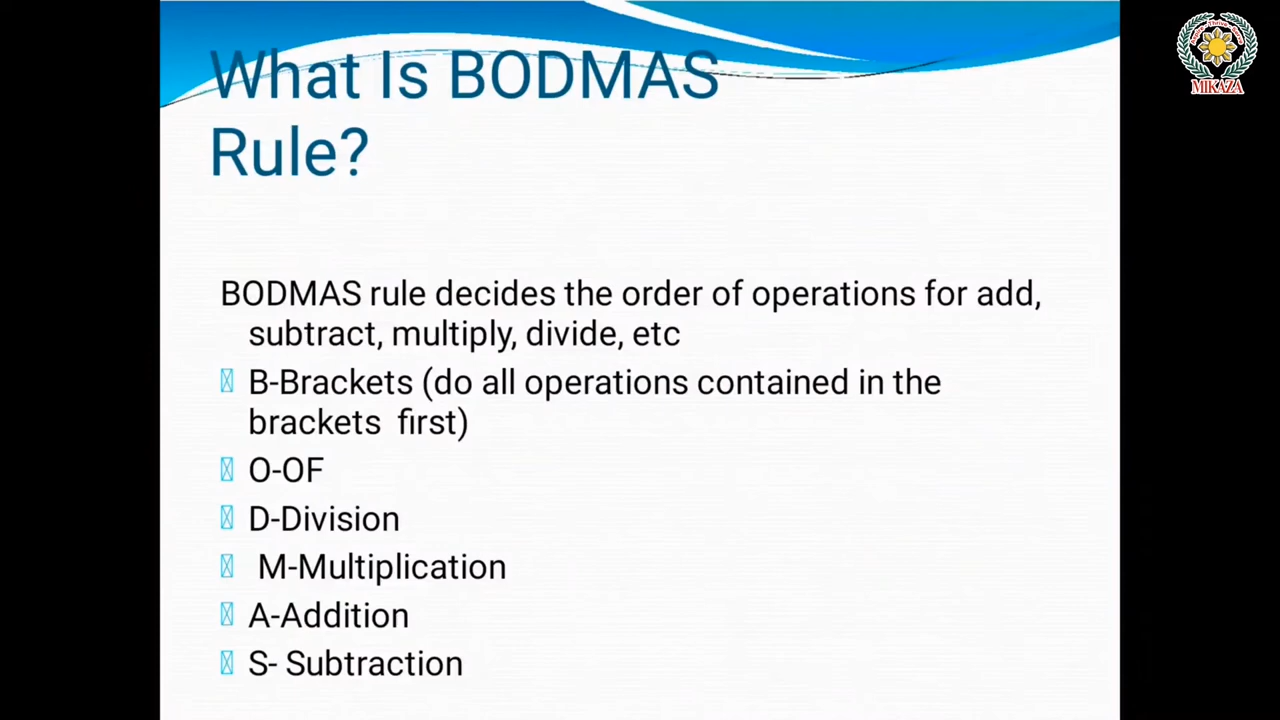 What Is BODMAS
Rule?
BODMAS rule decides the order of operations for add,
subtract, multiply, divide, etc
B-Brackets (do all operations contained in the
brackets first)
O-OF
D-Division
M-Multiplication
A-Addition
S- Subtraction
MIKAZA